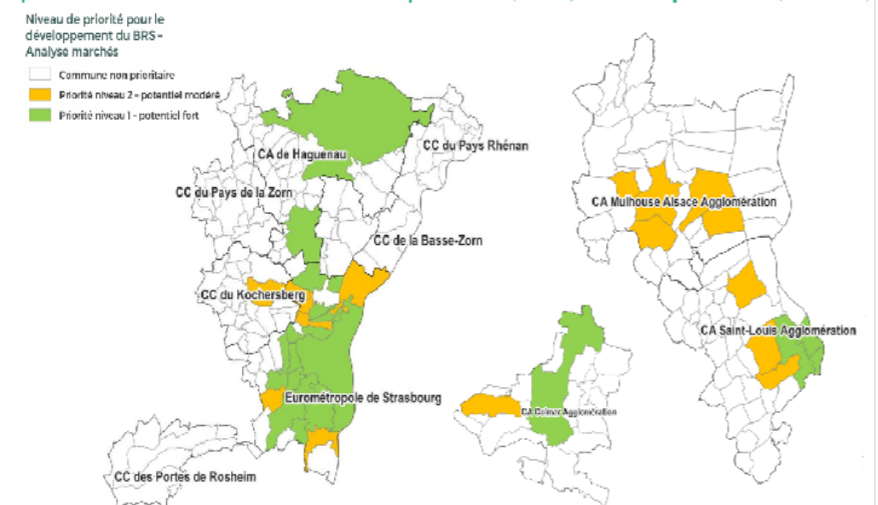 Niveau de priorité pour le
développement du BRS -
Analyse marchés
Commune non prioritaire
Priorité niveau 2 - potentiel modéré
Priorité niveau 1 - potentiel fort
CA de Haguenau
CC du Pays Rhénan
CC du Pays de la Zorn
CC de la Basse-Zorn
CC du Kochersberg
Eurométropole de Strasbourg
CC des Portes de Rosheim
CA Colmar Agglomération
CA Mulhouse Alsace Agglomération
CA Saint-Louis Agglomération